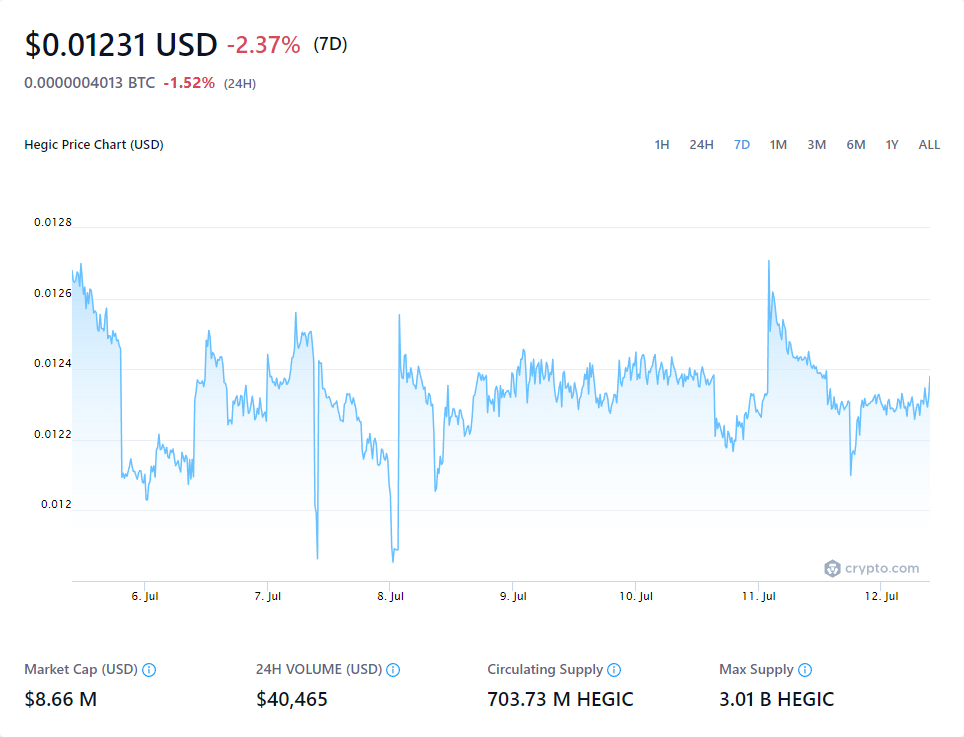 $0.01231 USD -2.37% (7D)
0.0000004013 BTC -1.52% (24H)
Hegic Price Chart (USD)
1H 24H 7D 1M 3M 6M 1Y ALL
0.0128
0.0126
0.0124
0.0122
0.012
crypto.com
6. Jul 7. Jul 8. Jul 9. Jul 10. Jul 11. Jul 12. Jul
Market Cap (USD) 24H VOLUME (USD) Circulating Supply Max Supply
$8.66 M $40,465 703.73 M HEGIC 3.01 B HEGIC